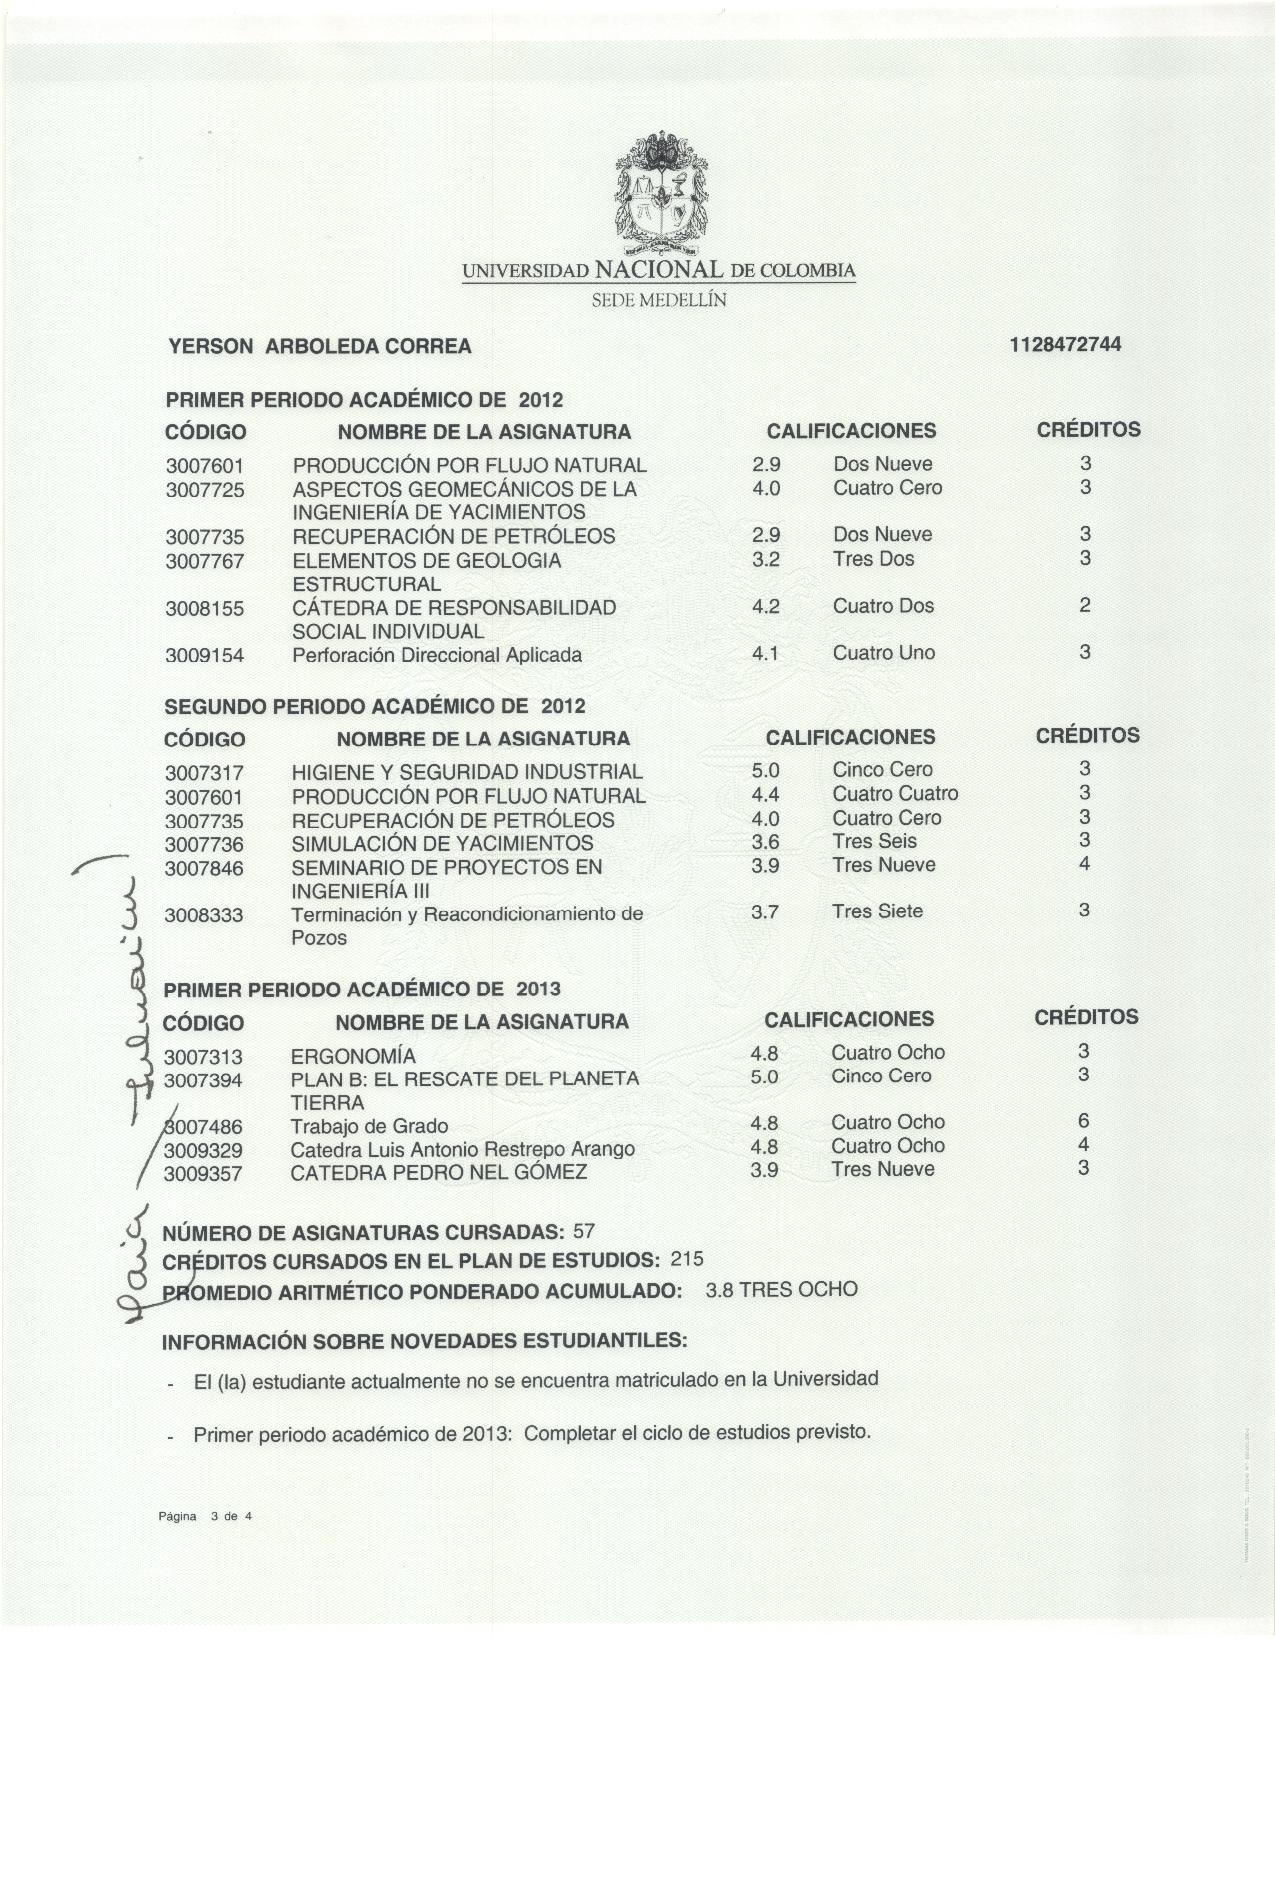 UNIVERSIDAD NACIONAL DE COLOMBIA
SEDE MEDELLÍN
YERSON ARBOLEDA CORREA 1128472744
PRIMER PERIODO ACADÉMICO DE 2012
CÓDIGO NOMBRE DE LA ASIGNATURA CALIFICACIONES CRÉDITOS
3007601 PRODUCCIÓN POR FLUJO NATURAL 2.9 Dos Nueve 3
3007725 ASPECTOS GEOMECÁNICOS DE LA 4.0 Cuatro Cero 3
INGENIERÍA DE YACIMIENTOS
3007735 RECUPERACIÓN DE PETRÓLEOS 2.9 Dos Nueve 3
3007767 ELEMENTOS DE GEOLOGIA 3.2 Tres Dos 3
ESTRUCTURAL
3008155 CÁTEDRA DE RESPONSABILIDAD 4.2 Cuatro Dos 2
SOCIAL INDIVIDUAL
3009154 Perforación Direccional Aplicada 4.1 Cuatro Uno 3
SEGUNDO PERIODO ACADÉMICO DE 2012
CÓDIGO NOMBRE DE LA ASIGNATURA CALIFICACIONES CRÉDITOS
3007317 HIGIENE Y SEGURIDAD INDUSTRIAL 5.0 Cinco Cero 3
3007601 PRODUCCIÓN POR FLUJO NATURAL 4.4 Cuatro Cuatro 3
3007735 RECUPERACIÓN DE PETRÓLEOS 4.0 Cuatro Cero 3
3007736 SIMULACIÓN DE YACIMIENTOS 3.6 Tres Seis 3
3007846 SEMINARIO DE PROYECTOS EN 3.9 Tres Nueve 4
INGENIERÍA III
3008333 Terminación y Reacondicionamiento de 3.7 Tres Siete 3
Pozos
PRIMER PERIODO ACADÉMICO DE 2013
CÓDIGO NOMBRE DE LA ASIGNATURA CALIFICACIONES CRÉDITOS
3007313 ERGONOMÍA 4.8 Cuatro Ocho 3
3007394 PLAN B: EL RESCATE DEL PLANETA 5.0 Cinco Cero 3
TIERRA
3007486 Trabajo de Grado 4.8 Cuatro Ocho 6
3009329 Catedra Luis Antonio Restrepo Arango 4.8 Cuatro Ocho 4
3009357 CATEDRA PEDRO NEL GÓMEZ 3.9 Tres Nueve 3
NÚMERO DE ASIGNATURAS CURSADAS: 57
CRÉDITOS CURSADOS EN EL PLAN DE ESTUDIOS: 215
PROMEDIO ARITMÉTICO PONDERADO ACUMULADO: 3.8 TRES OCHO
INFORMACIÓN SOBRE NOVEDADES ESTUDIANTILES:
- El (la) estudiante actualmente no se encuentra matriculado en la Universidad
- Primer periodo académico de 2013: Completar el ciclo de estudios previsto.
Página 3 de 4